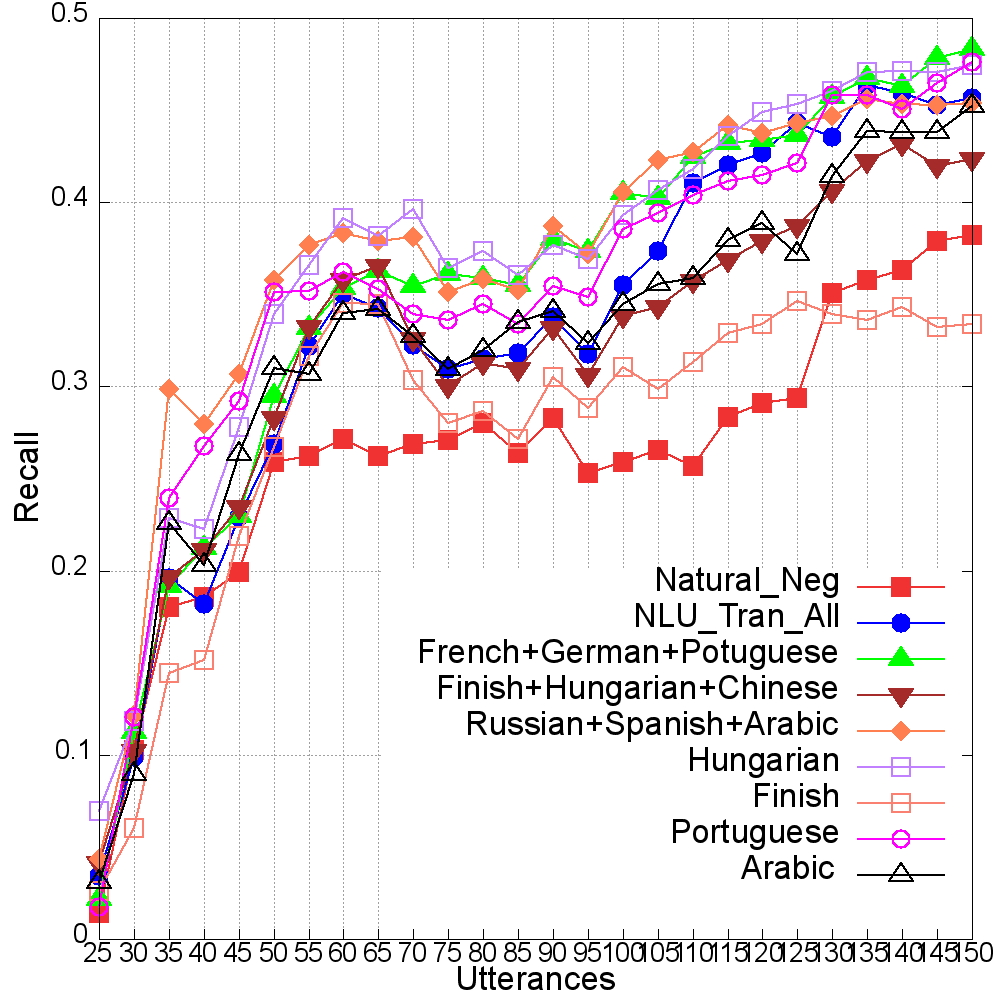 0.5
0.4
0.3
0.2
0.1
0
Recall
Natural_Neg
NLU_Tran_All
French+German+Potuguese
Finish+Hungarian+Chinese
Russian+Spanish+Arabic
Hungarian
Finish
Portuguese
Arabic
25 30 35 40 45 50 55 60 65 70 75 80 85 90 95 100 105 110 115 120 125 130 135 140 145 150
Utterances